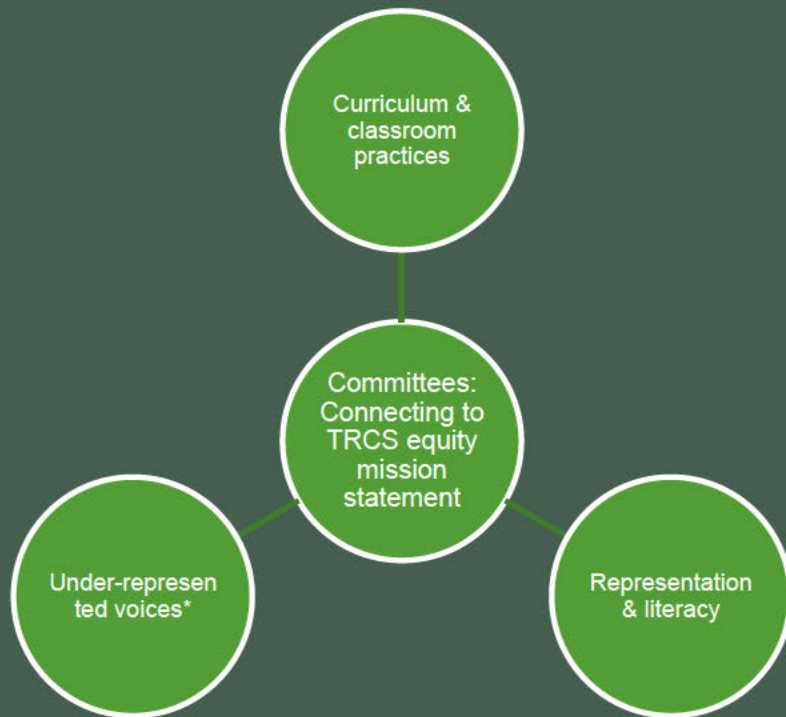 Curriculum &
classroom
practices
Committees:
Connecting to
TRCS equity
mission
statement
Under-represen
ted voices*
Representation
& literacy